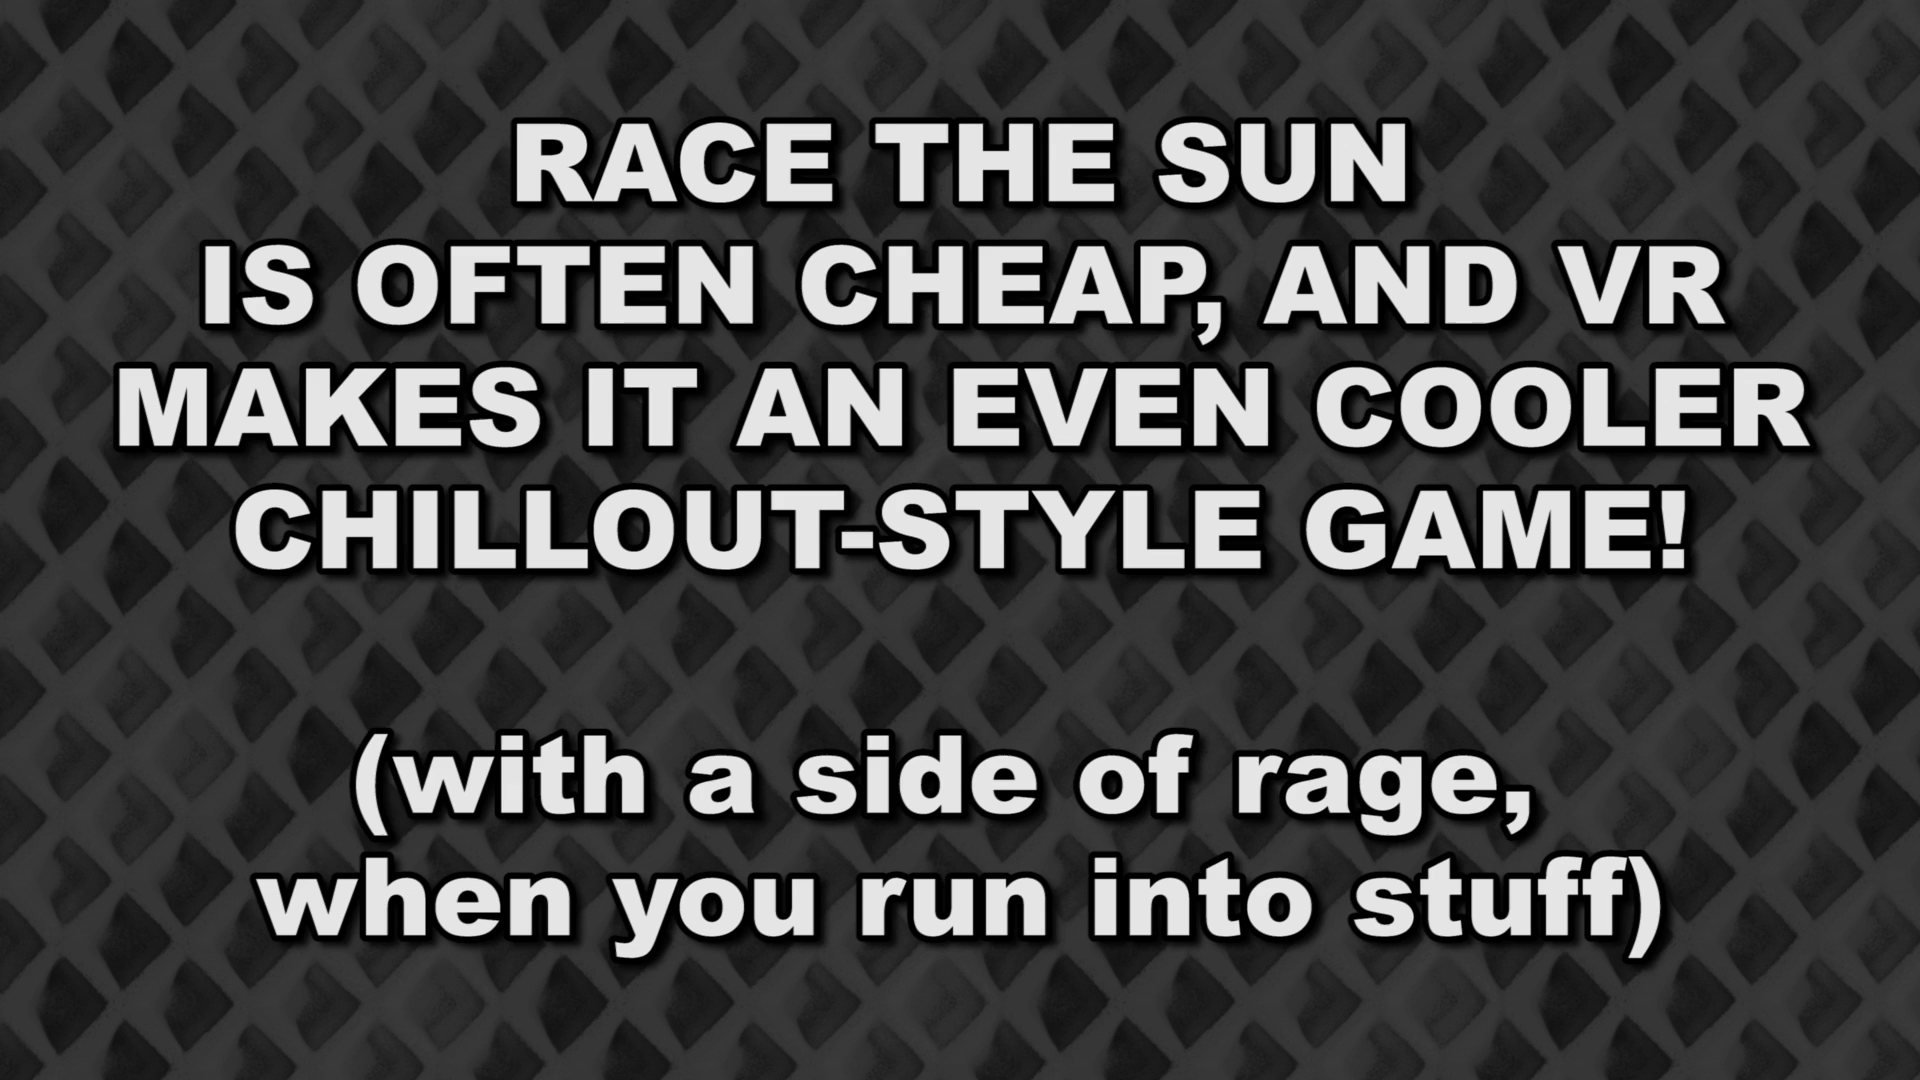 RACE THE SUN
IS OFTEN CHEAP, AND VR
MAKES IT AN EVEN COOLER
CHILLOUT-STYLE GAME!
(with a side of rage,
when you run into stuff)